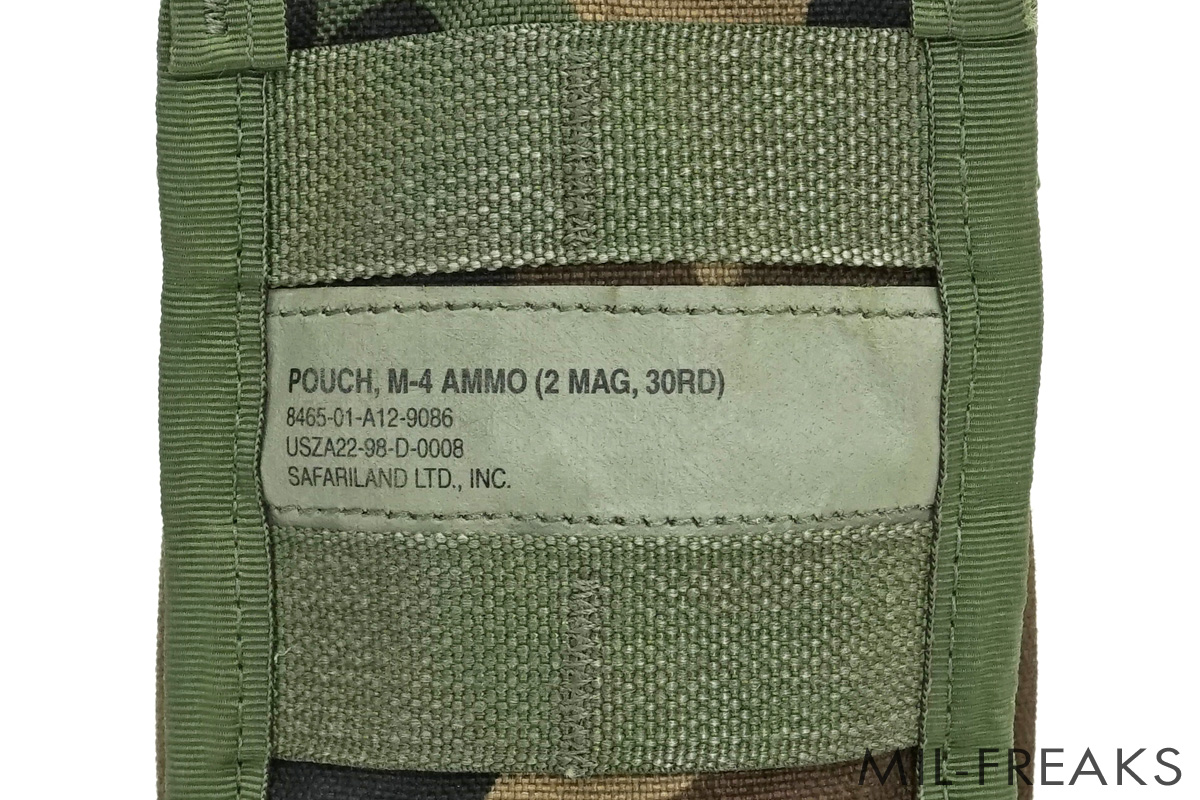 POUCH, M-4 AMMO (2 MAG, 30RD)
8465-01-A12-9086
USZA22-98-D-0008
SAFARILAND LTD., INC.
MIL-FREAKS